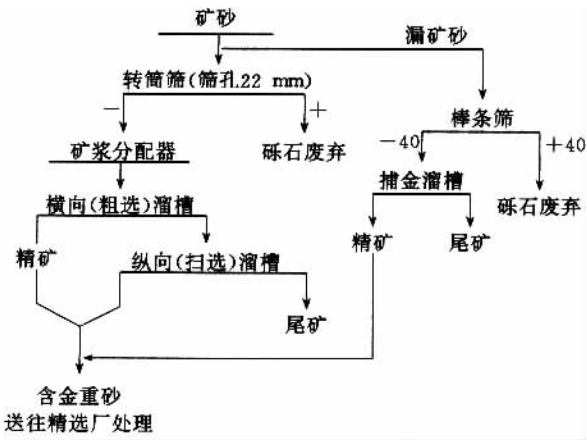 矿砂
漏矿砂
转筒筛(筛孔22 mm)
棒条筛
－
＋
－40
＋40
矿浆分配器
砾石废弃
捕金溜槽
砾石废弃
横向(粗选)溜槽
精矿
尾矿
精矿
纵向(扫选)溜槽
尾矿
含金重砂
送往精选厂处理